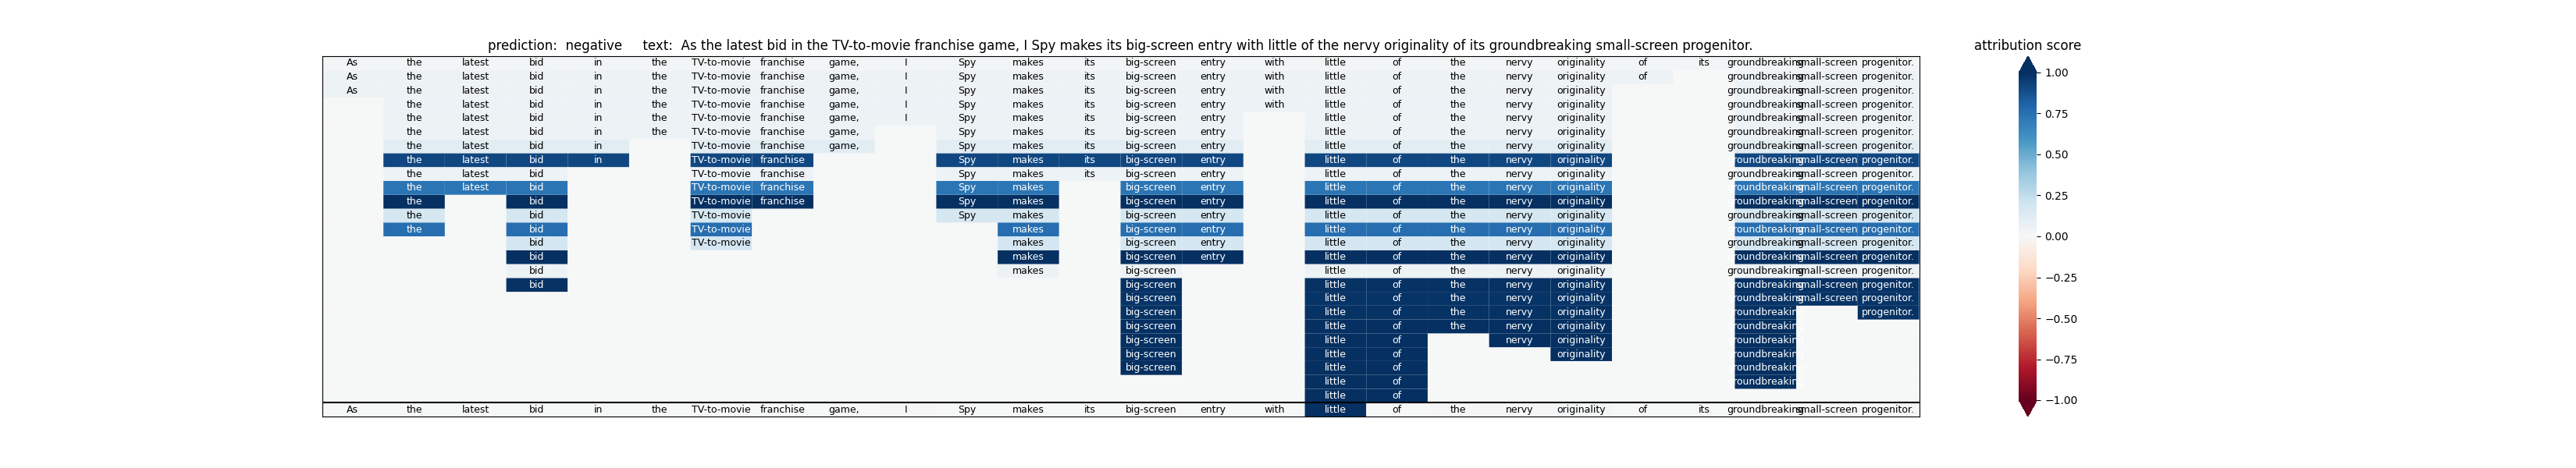 prediction: negative text: As the latest bid in the TV-to-movie franchise game, I Spy makes its big-screen entry with little of the nervy originality of its groundbreaking small-screen progenitor.
attribution score
As the latest bid in the TV-to-movie franchise game, I Spy makes its big-screen entry with little of the nervy originality of its groundbreaking small-screen progenitor.
As the latest bid in the TV-to-movie franchise game, I Spy makes its big-screen entry with little of the nervy originality of groundbreaking small-screen progenitor.
As the latest bid in the TV-to-movie franchise game, I Spy makes its big-screen entry with little of the nervy originality groundbreaking small-screen progenitor.
the latest bid in the TV-to-movie franchise game, I Spy makes its big-screen entry with little of the nervy originality groundbreaking small-screen progenitor.
the latest bid in the TV-to-movie franchise game, I Spy makes its big-screen entry little of the nervy originality groundbreaking small-screen progenitor.
the latest bid in the TV-to-movie franchise game, Spy makes its big-screen entry little of the nervy originality groundbreaking small-screen progenitor.
the latest bid in TV-to-movie franchise game, Spy makes its big-screen entry little of the nervy originality groundbreaking small-screen progenitor.
the latest bid in TV-to-movie franchise Spy makes its big-screen entry little of the nervy originality roundbreaking small-screen progenitor.
the latest bid TV-to-movie franchise Spy makes its big-screen entry little of the nervy originality groundbreaking small-screen progenitor.
the latest bid TV-to-movie franchise Spy makes big-screen entry little of the nervy originality roundbreaking small-screen progenitor.
the bid TV-to-movie franchise Spy makes big-screen entry little of the nervy originality roundbreaking small-screen progenitor.
the bid TV-to-movie Spy makes big-screen entry little of the nervy originality groundbreaking small-screen progenitor.
the bid TV-to-movie makes big-screen entry little of the nervy originality roundbreaking small-screen progenitor.
bid TV-to-movie makes big-screen entry little of the nervy originality groundbreaking small-screen progenitor.
bid makes big-screen entry little of the nervy originality roundbreaking small-screen progenitor.
bid makes big-screen little of the nervy originality groundbreaking small-screen progenitor.
bid big-screen little of the nervy originality roundbreaking small-screen progenitor.
big-screen little of the nervy originality roundbreaking small-screen progenitor.
big-screen little of the nervy originality roundbreakin progenitor.
big-screen little of the nervy originality roundbreakin
big-screen little of nervy originality roundbreakin
big-screen little of originality roundbreakin
big-screen little of roundbreakin
little of roundbreakin
little of
As the latest bid in the TV-to-movie franchise game, I Spy makes its big-screen entry with little of the nervy originality of its groundbreaking small-screen progenitor.
1.00
0.75
0.50
0.25
0.00
−0.25
−0.50
−0.75
−1.00